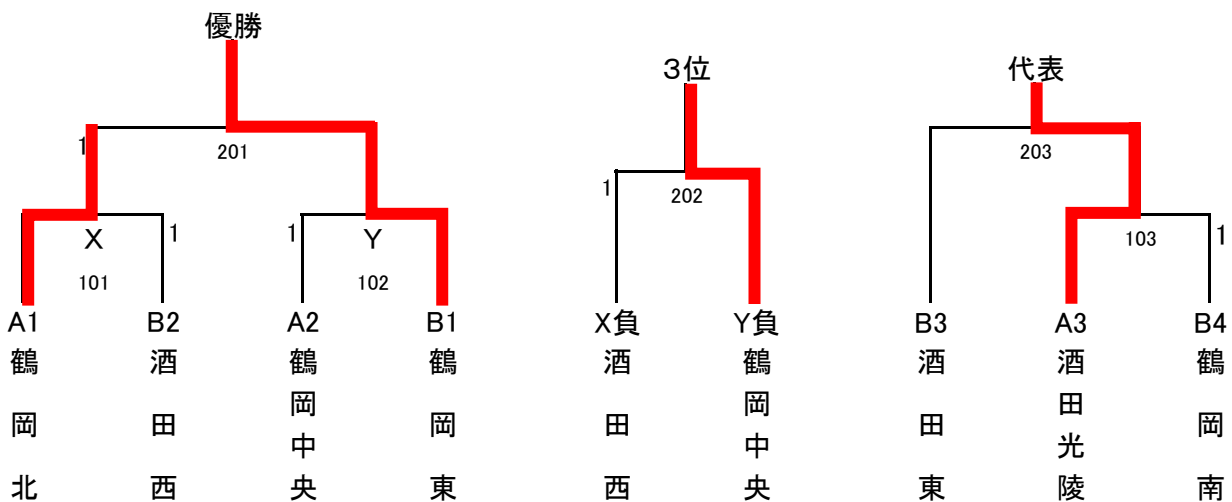 優勝
3位
代表
1
201
1
202
203
X
1
1
Y
103
1
101
102
A1
B2
A2
B1
X負
Y負
B3
A3
B4
鶴岡北
酒田西
鶴岡中央
鶴岡東
酒田西
鶴岡中央
酒田東
酒田光陵
鶴岡南